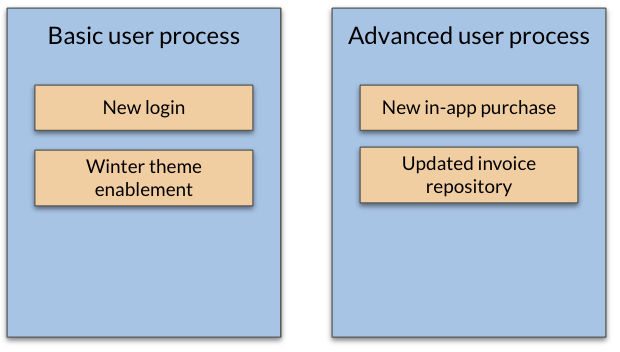 Basic user process
New login
Winter theme
enablement
Advanced user process
New in-app purchase
Updated invoice
repository